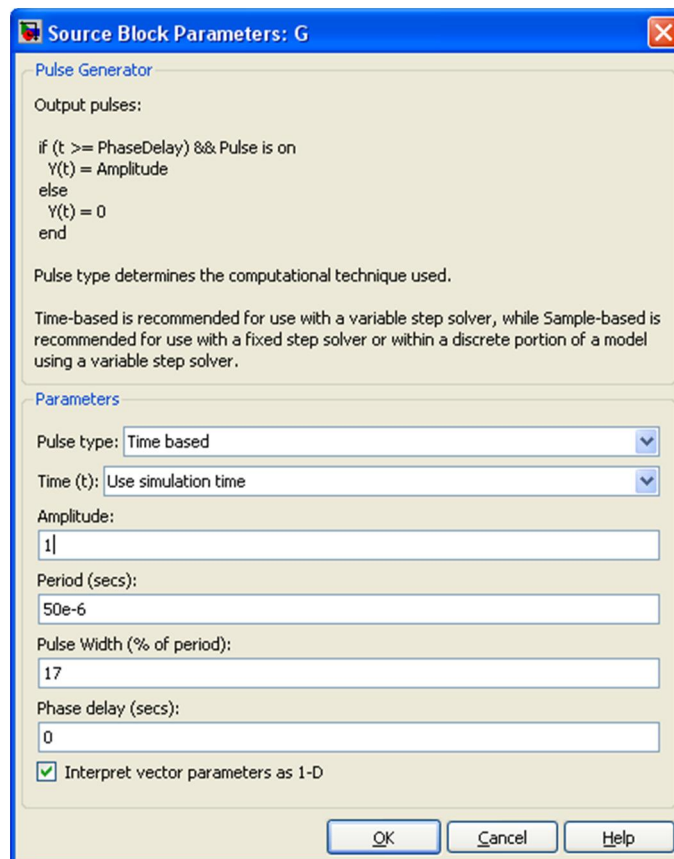 Source Block Parameters: G
Pulse Generator
Output pulses:
if (t >= PhaseDelay) && Pulse is on
Y(t) = Amplitude
else
Y(t) = 0
end
Pulse type determines the computational technique used.
Time-based is recommended for use with a variable step solver, while Sample-based is
recommended for use with a fixed step solver or within a discrete portion of a model
using a variable step solver.
Parameters
Pulse type: Time based
Time (t): Use simulation time
Amplitude:
1
Period (secs):
50e-6
Pulse Width (% of period):
17
Phase delay (secs):
0
Interpret vector parameters as 1-D
OK Cancel Help